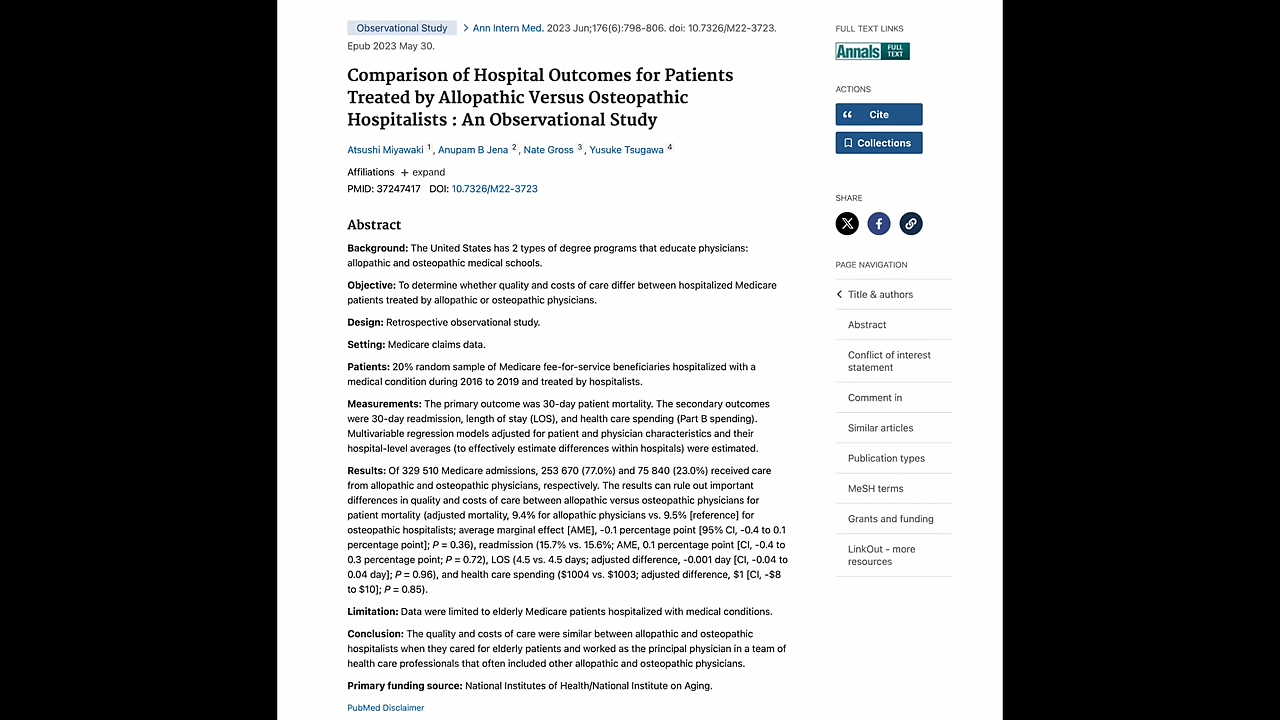 Observational Study > Ann Intern Med. 2023 Jun;176(6):798-806. doi: 10.7326/M22-3723.
Epub 2023 May 30.
Comparison of Hospital Outcomes for Patients
Treated by Allopathic Versus Osteopathic
Hospitalists : An Observational Study
Atsushi Miyawaki 1, Anupam B Jena 2, Nate Gross 3, Yusuke Tsugawa 4
Affiliations + expand
PMID: 37247417 DOI: 10.7326/M22-3723
Abstract
Background: The United States has 2 types of degree programs that educate physicians:
allopathic and osteopathic medical schools.
Objective: To determine whether quality and costs of care differ between hospitalized Medicare
patients treated by allopathic or osteopathic physicians.
Design: Retrospective observational study.
Setting: Medicare claims data.
Patients: 20% random sample of Medicare fee-for-service beneficiaries hospitalized with a
medical condition during 2016 to 2019 and treated by hospitalists.
Measurements: The primary outcome was 30-day patient mortality. The secondary outcomes
were 30-day readmission, length of stay (LOS), and health care spending (Part B spending).
Multivariable regression models adjusted for patient and physician characteristics and their
hospital-level averages (to effectively estimate differences within hospitals) were estimated.
Results: Of 329 510 Medicare admissions, 253 670 (77.0%) and 75 840 (23.0%) received care
from allopathic and osteopathic physicians, respectively. The results can rule out important
differences in quality and costs of care between allopathic versus osteopathic physicians for
patient mortality (adjusted mortality, 9.4% for allopathic physicians vs. 9.5% [reference] for
osteopathic hospitalists; average marginal effect [AME], -0.1 percentage point [95% CI, -0.4 to 0.1
percentage point]; P = 0.36), readmission (15.7% vs. 15.6%; AME, 0.1 percentage point [CI, -0.4 to
0.3 percentage point; P = 0.72), LOS (4.5 vs. 4.5 days; adjusted difference, -0.001 day [CI, -0.04 to
0.04 day]; P = 0.96), and health care spending ($1004 vs. $1003; adjusted difference, $1 [CI, -$8
to $10]; P = 0.85).
Limitation: Data were limited to elderly Medicare patients hospitalized with medical conditions.
Conclusion: The quality and costs of care were similar between allopathic and osteopathic
hospitalists when they cared for elderly patients and worked as the principal physician in a team of
health care professionals that often included other allopathic and osteopathic physicians.
Primary funding source: National Institutes of Health/National Institute on Aging.
PubMed Disclaimer
FULL TEXT LINKS
Annals FULL TEXT
ACTIONS
Cite
Collections
SHARE
PAGE NAVIGATION
Title & authors
Abstract
Conflict of interest
statement
Comment in
Similar articles
Publication types
MeSH terms
Grants and funding
LinkOut - more
resources